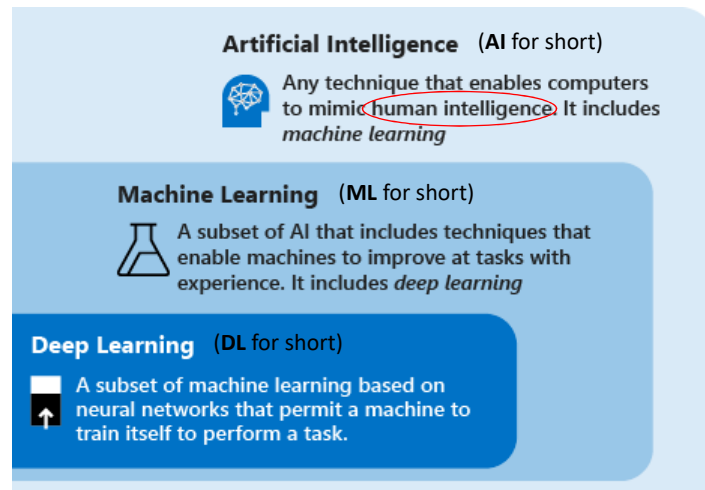 Artificial Intelligence (AI for short)
Any technique that enables computers
to mimic human intelligence. It includes
machine learning
Machine Learning (ML for short)
A subset of AI that includes techniques that
enable machines to improve at tasks with
experience. It includes deep learning
Deep Learning (DL for short)
A subset of machine learning based on
neural networks that permit a machine to
train itself to perform a task.